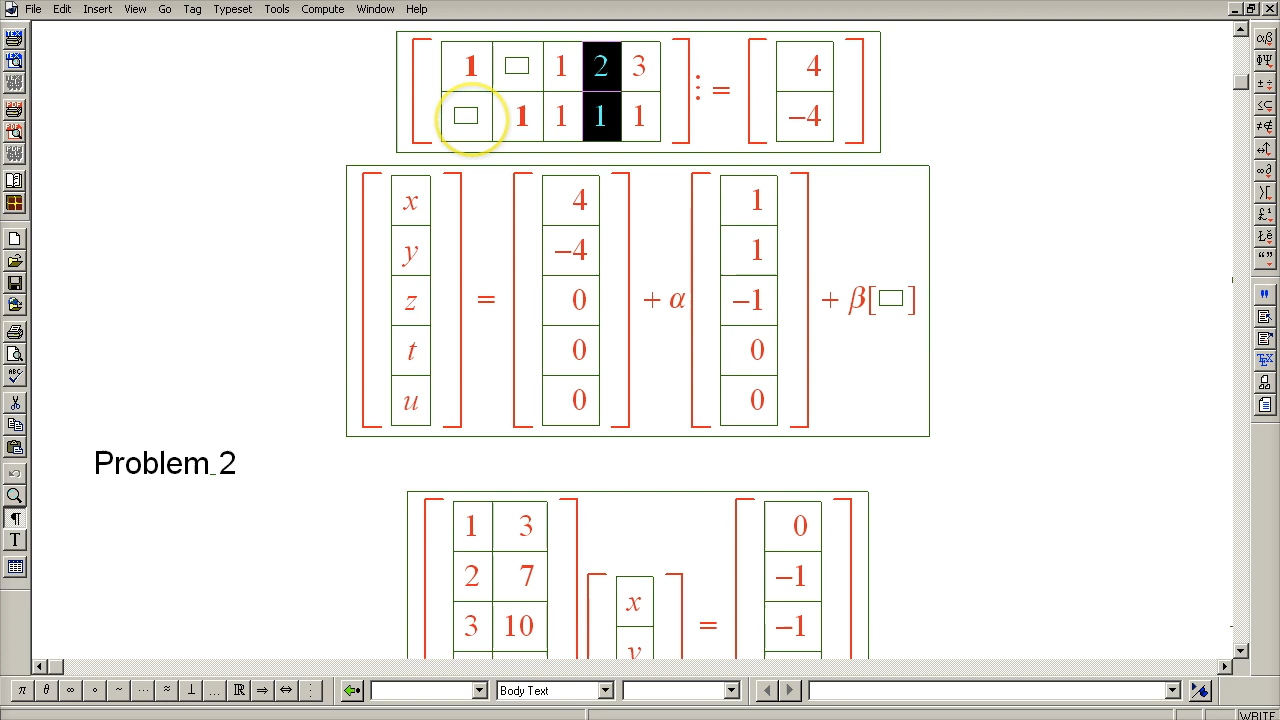 File Edit Insert View Go Tag Typeset Tools Compute Window Help
1 □ 1 2 3 ⋮ = 4
□ 1 1 1 1 −4
x 4 1
y −4 1
z = 0 + α −1 + β[□]
t 0 0
u 0 0
Problem 2
1 3 0
2 7 −1
3 10 x = −1
y
π θ ∞ ∘ ~ ⋯ ≈ ⊥ … ℝ ⇒ ⇔ ⋮ Body Text
WRITE